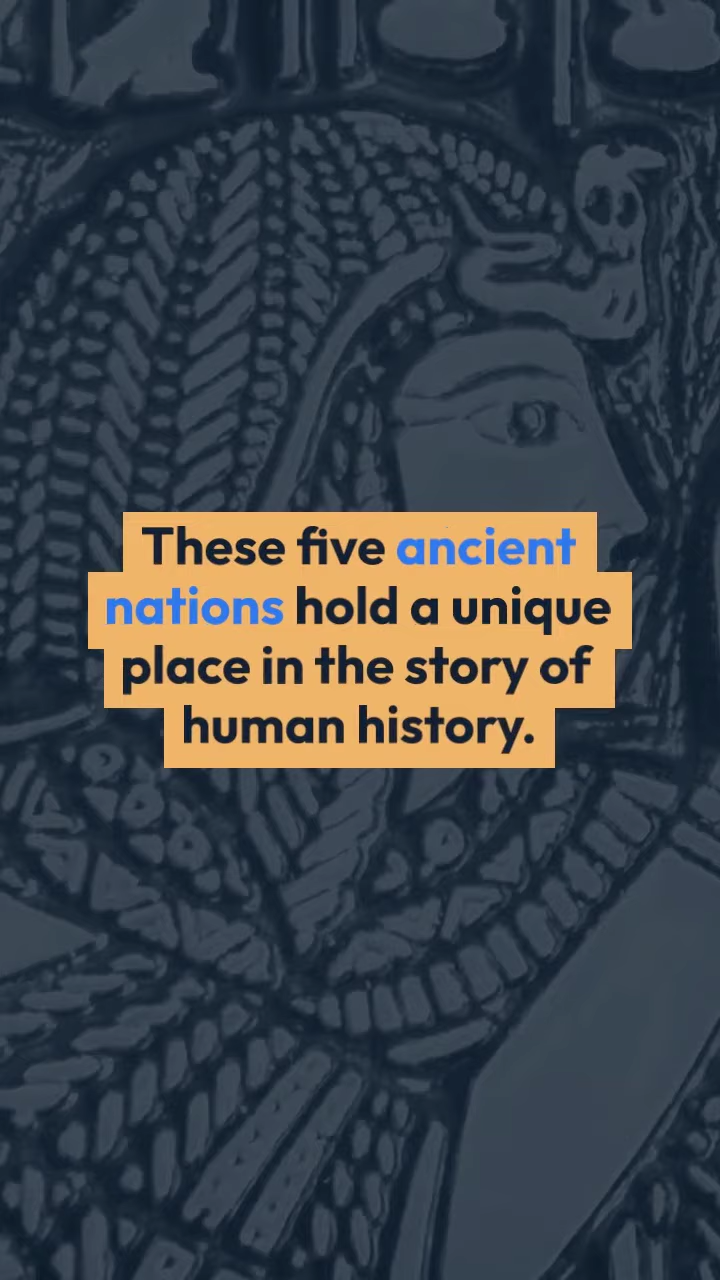 These five ancient
nations hold a unique
place in the story of
human history.